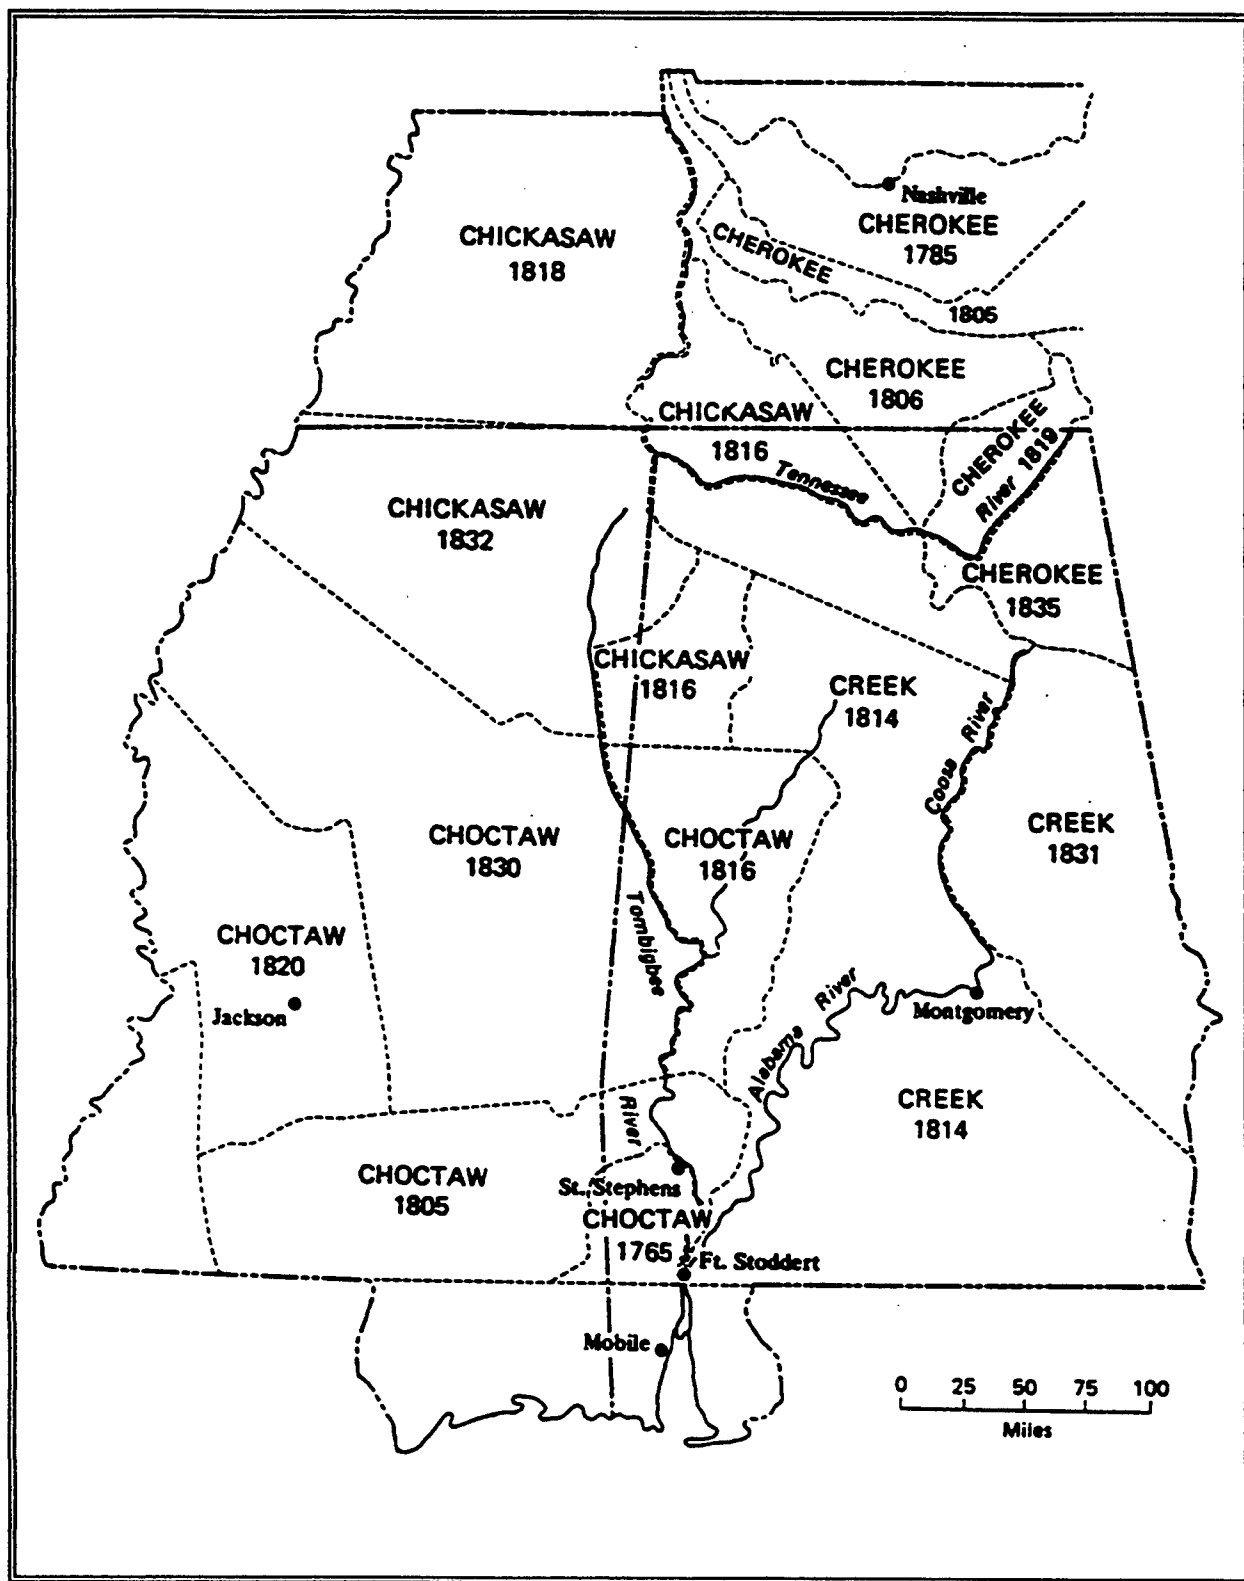 Nashville
CHEROKEE
1785
CHICKASAW
1818
CHEROKEE
1805
CHEROKEE
1806
CHICKASAW
1816
CHEROKEE
1819
Tennessee
River
CHICKASAW
1832
CHEROKEE
1835
CHICKASAW
1816
CREEK
1814
Coosa River
CHOCTAW
1830
CHOCTAW
1816
CREEK
1831
Tombigbee
River
CHOCTAW
1820
Jackson
Alabama River
Montgomery
CREEK
1814
CHOCTAW
1805
St. Stephens
CHOCTAW
1765
Ft. Stoddert
Mobile
0 25 50 75 100
Miles